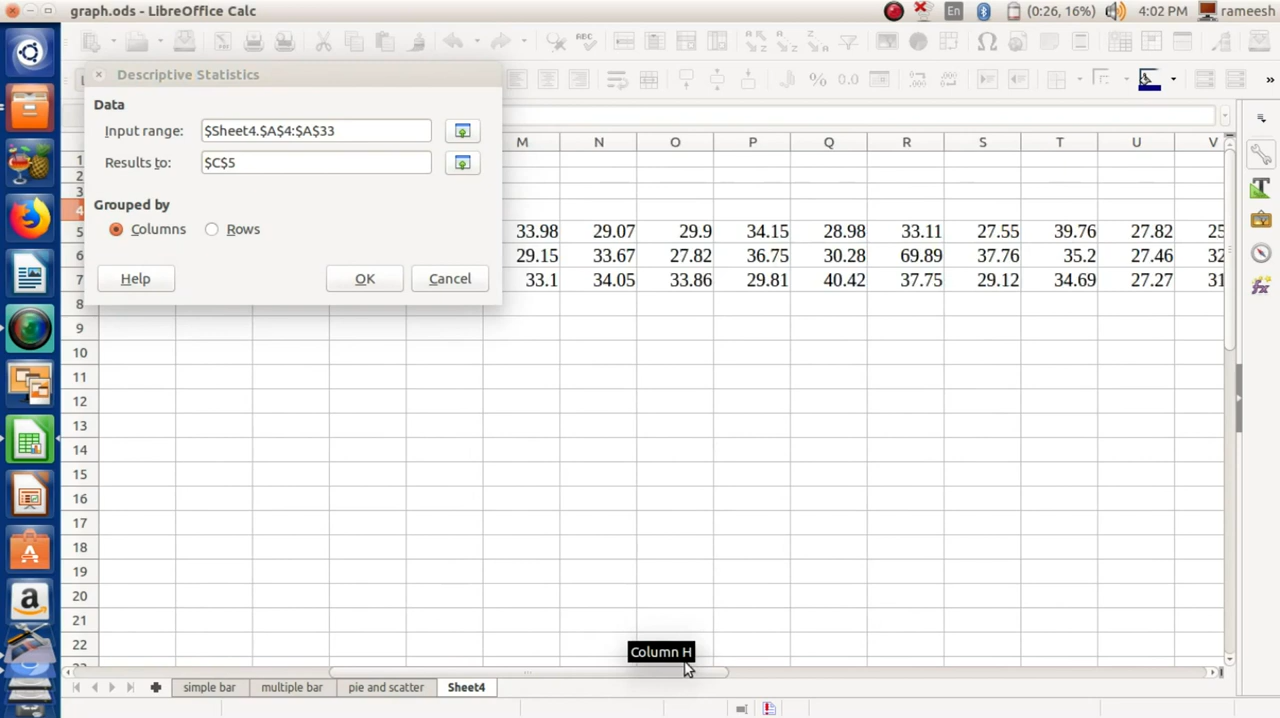 graph.ods - LibreOffice Calc
En
(0:26, 16%)
4:02 PM
rameesh
Descriptive Statistics
Data
Input range: $Sheet4.$A$4:$A$33
Results to: $C$5
Grouped by
Columns Rows
Help OK Cancel
M N O P Q R S T U V
1
2
3
4
5 33.98 29.07 29.9 34.15 28.98 33.11 27.55 39.76 27.82 25
6 29.15 33.67 27.82 36.75 30.28 69.89 37.76 35.2 27.46 32
7 33.1 34.05 33.86 29.81 40.42 37.75 29.12 34.69 27.27 31
8
9
10
11
12
13
14
15
16
17
18
19
20
21
22
Column H
simple bar multiple bar pie and scatter Sheet4